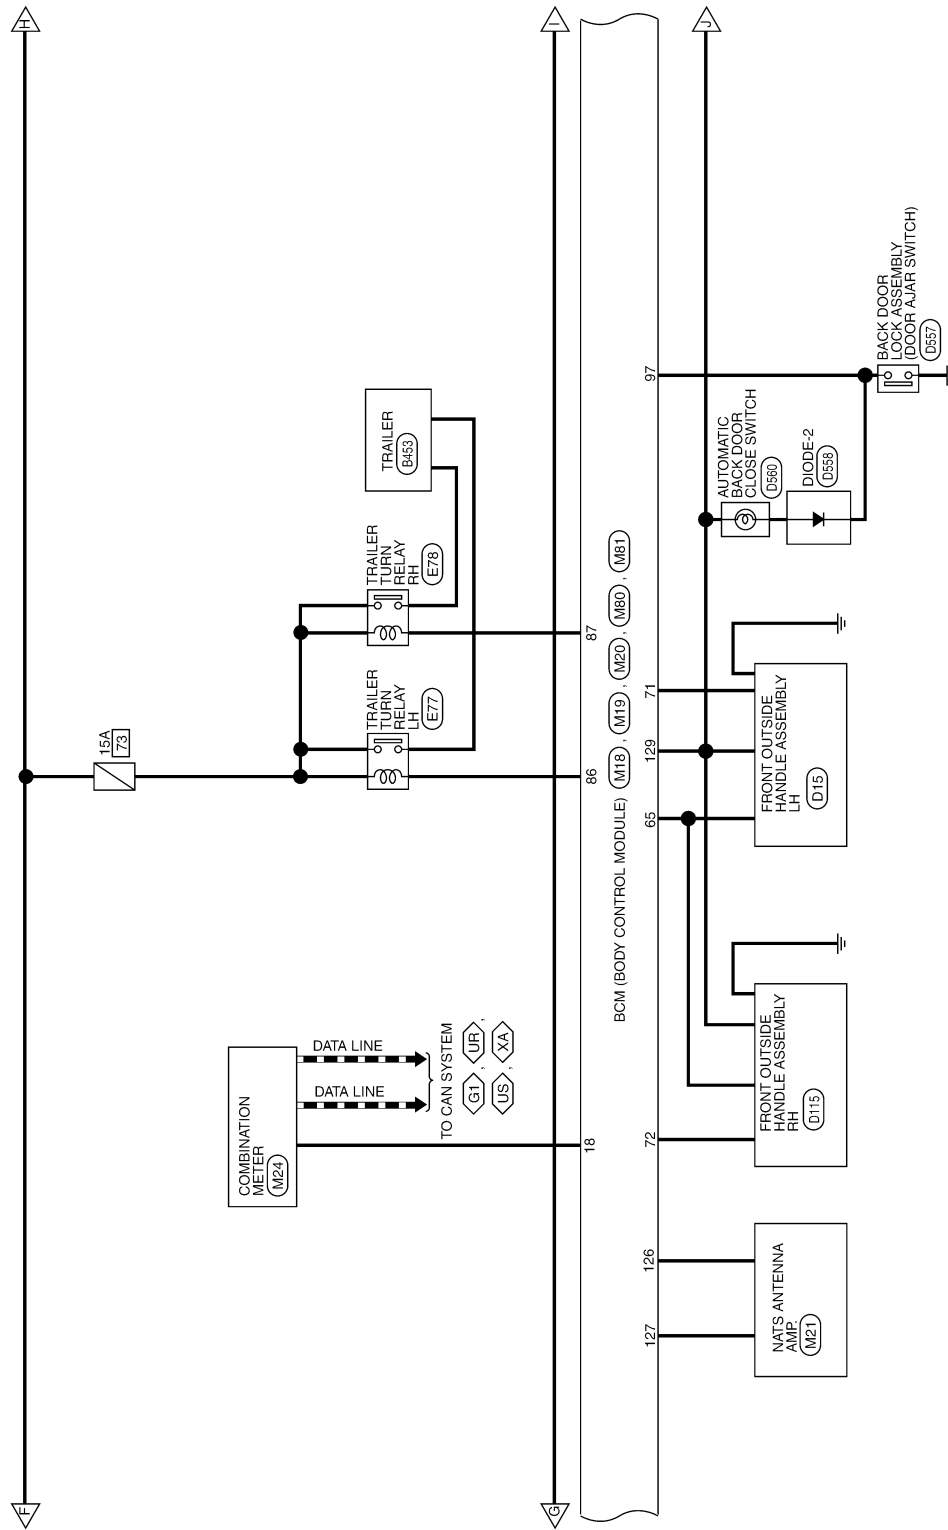 F
H
15A
73
COMBINATION
METER
M24
DATA LINE
DATA LINE
TO CAN SYSTEM
G1 , UR ,
US , XA
TRAILER
TURN
RELAY
LH
E77
TRAILER
TURN
RELAY
RH
E78
TRAILER
B453
G
I
18
86
87
BCM (BODY CONTROL MODULE) M18 , M19 , M20 , M80 , M81
127
126
72
65
129
71
97
J
NATS ANTENNA
AMP.
M21
FRONT OUTSIDE
HANDLE ASSEMBLY
RH
D115
FRONT OUTSIDE
HANDLE ASSEMBLY
LH
D15
AUTOMATIC
BACK DOOR
CLOSE SWITCH
D560
DIODE-2
D558
BACK DOOR
LOCK ASSEMBLY
(DOOR AJAR SWITCH)
D557